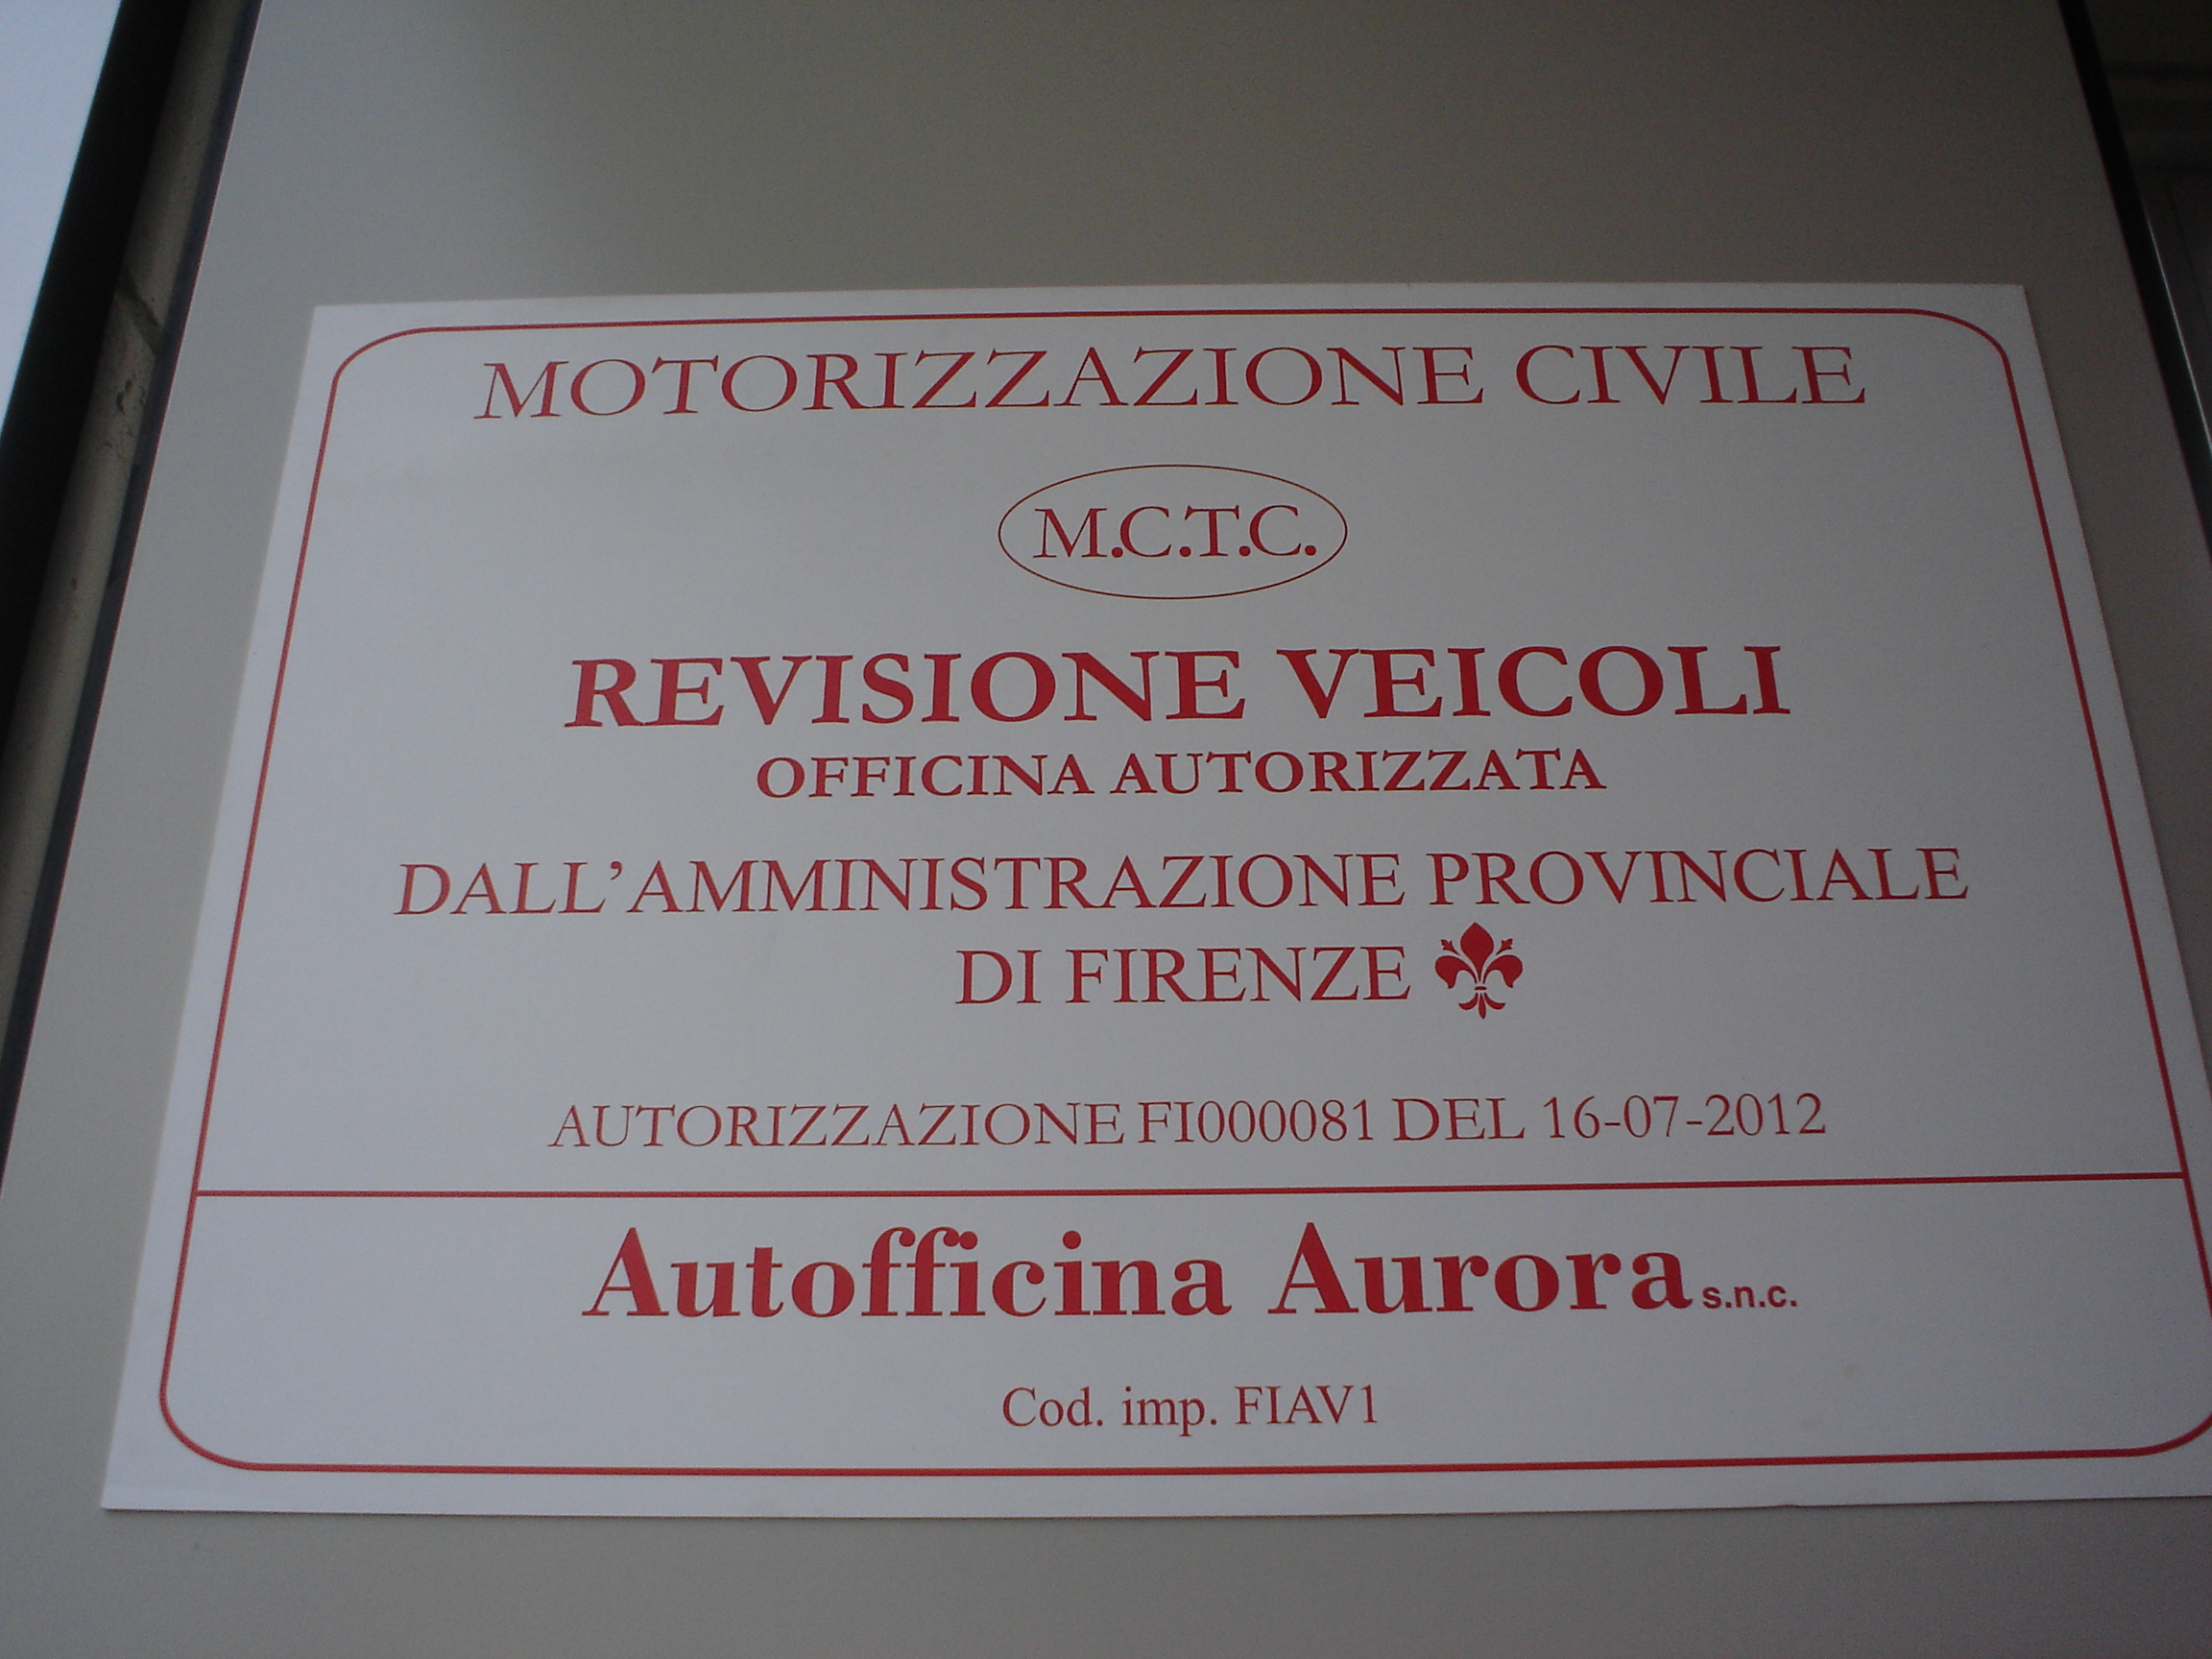 MOTORIZZAZIONE CIVILE
M.C.T.C.
REVISIONE VEICOLI
OFFICINA AUTORIZZATA
DALL'AMMINISTRAZIONE PROVINCIALE
DI FIRENZE
AUTORIZZAZIONE FI000081 DEL 16-07-2012
Autofficina Aurora s.n.c.
Cod. imp. FIAV1